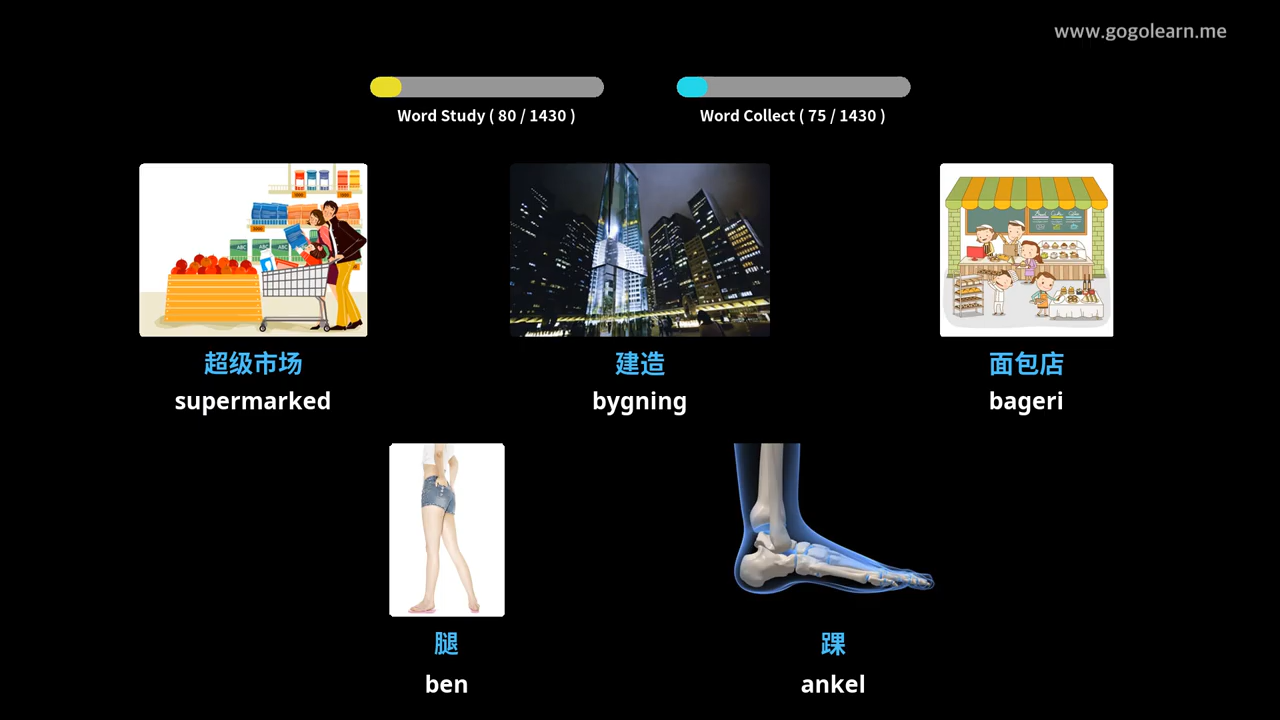 www.gogolearn.me
Word Study ( 80 / 1430 )
Word Collect ( 75 / 1430 )
超级市场
建造
面包店
supermarked
bygning
bageri
腿
踝
ben
ankel